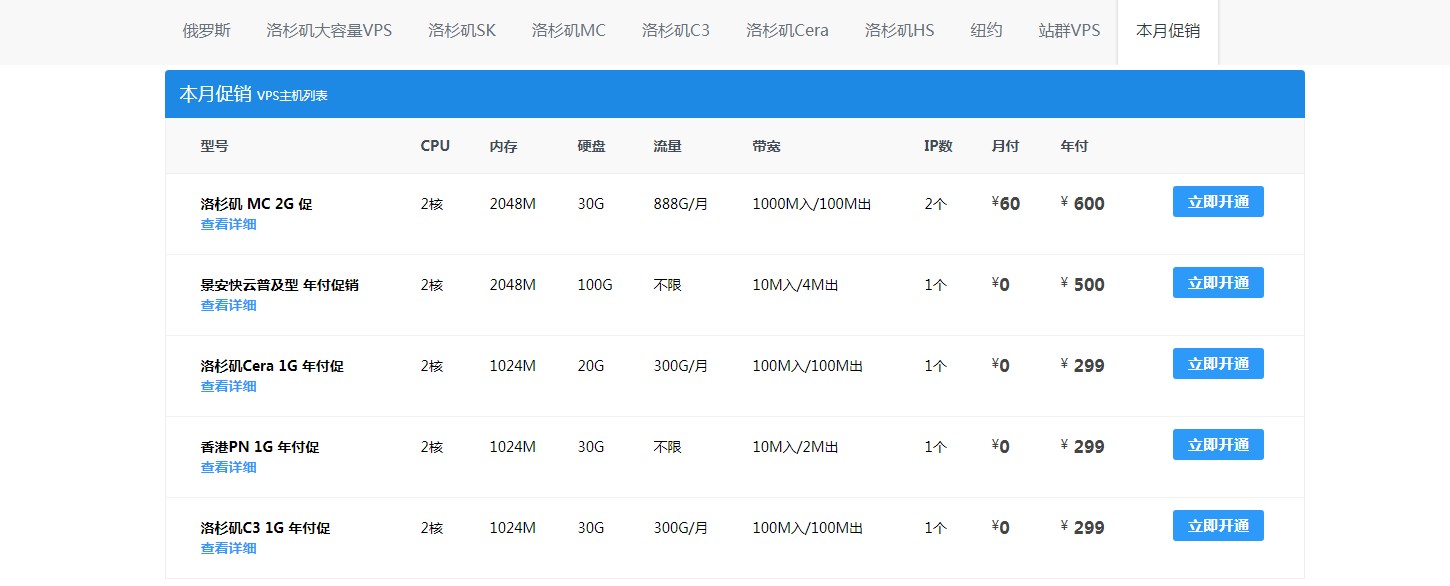 俄罗斯 洛杉矶大容量VPS 洛杉矶SK 洛杉矶MC 洛杉矶C3 洛杉矶Cera 洛杉矶HS 纽约 站群VPS 本月促销
本月促销 VPS主机列表
型号 CPU 内存 硬盘 流量 带宽 IP数 月付 年付
洛杉矶 MC 2G 促 2核 2048M 30G 888G/月 1000M入/100M出 2个 ¥60 ¥ 600 立即开通
查看详细
景安快云普及型 年付促销 2核 2048M 100G 不限 10M入/4M出 1个 ¥0 ¥ 500 立即开通
查看详细
洛杉矶Cera 1G 年付促 2核 1024M 20G 300G/月 100M入/100M出 1个 ¥0 ¥ 299 立即开通
查看详细
香港PN 1G 年付促 2核 1024M 30G 不限 10M入/2M出 1个 ¥0 ¥ 299 立即开通
查看详细
洛杉矶C3 1G 年付促 2核 1024M 30G 300G/月 100M入/100M出 1个 ¥0 ¥ 299 立即开通
查看详细